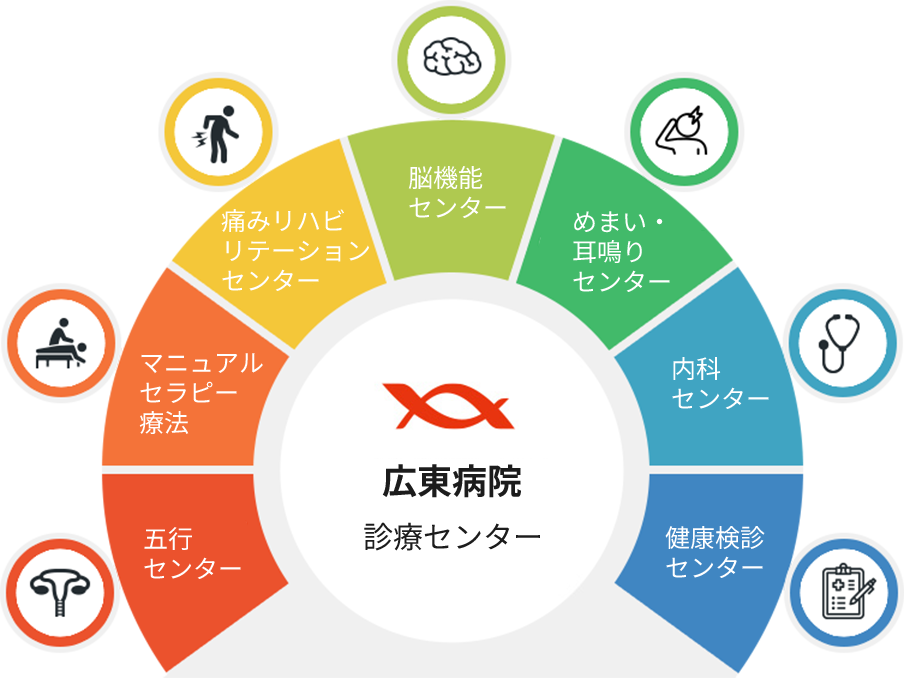 脳機能
センター
痛みリハビ
リテーション
センター
めまい・
耳鳴り
センター
マニュアル
セラピー
療法
内科
センター
広東病院
診療センター
五行
センター
健康検診
センター